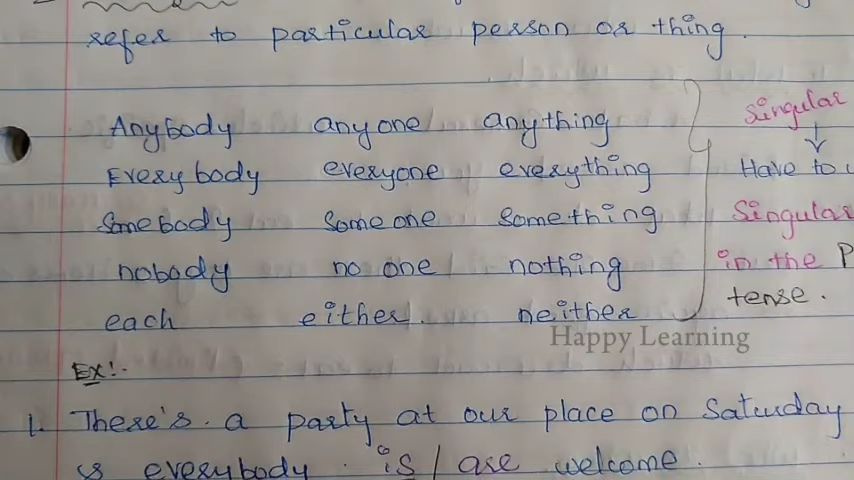 refer to particular person or thing.
Anybody anyone anything Singular
Everybody everyone everything Have to
Somebody Someone something Singular
nobody no one nothing in the P
each either. neither tense.
Happy Learning
Ex:-
1. There's a party at our place on Saturday
everybody is / are welcome.